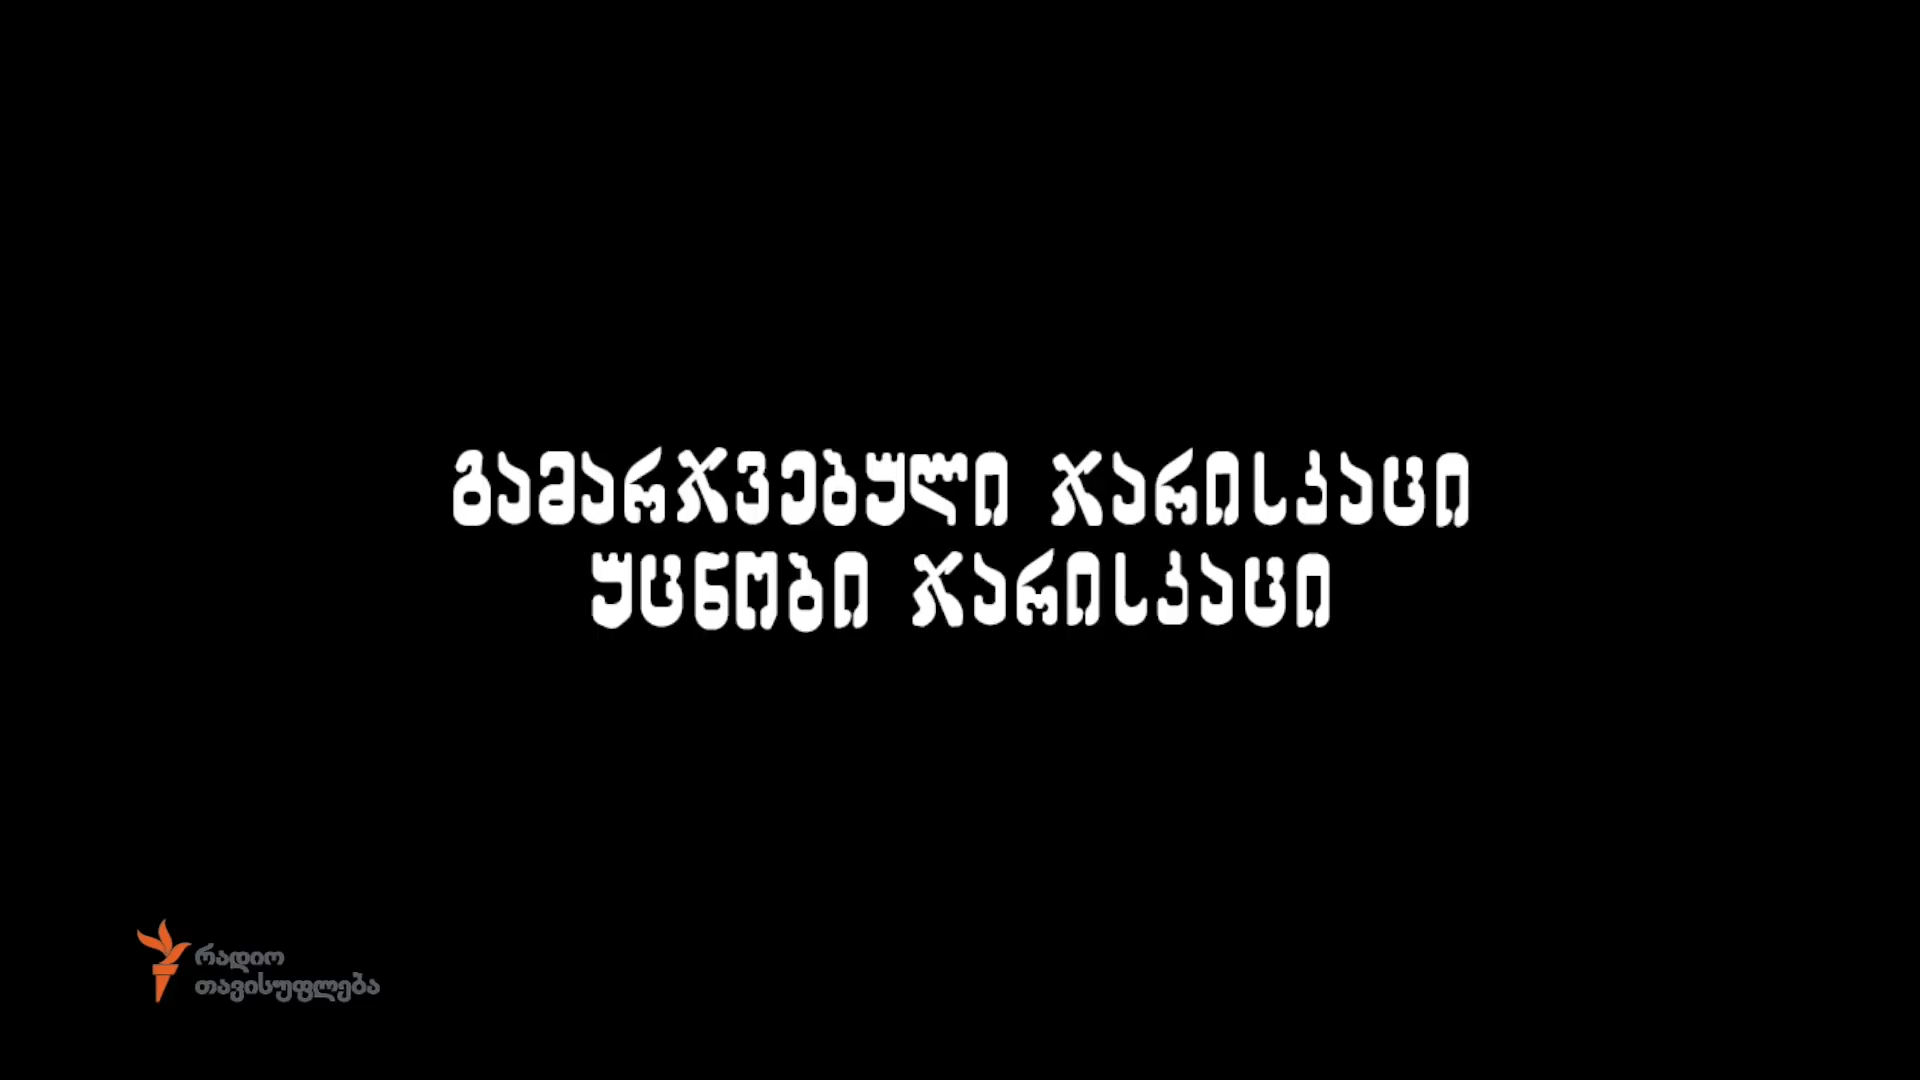 გამარჯვებული ჯარისკაცი
უცნობი ჯარისკაცი
რადიო
თავისუფლება